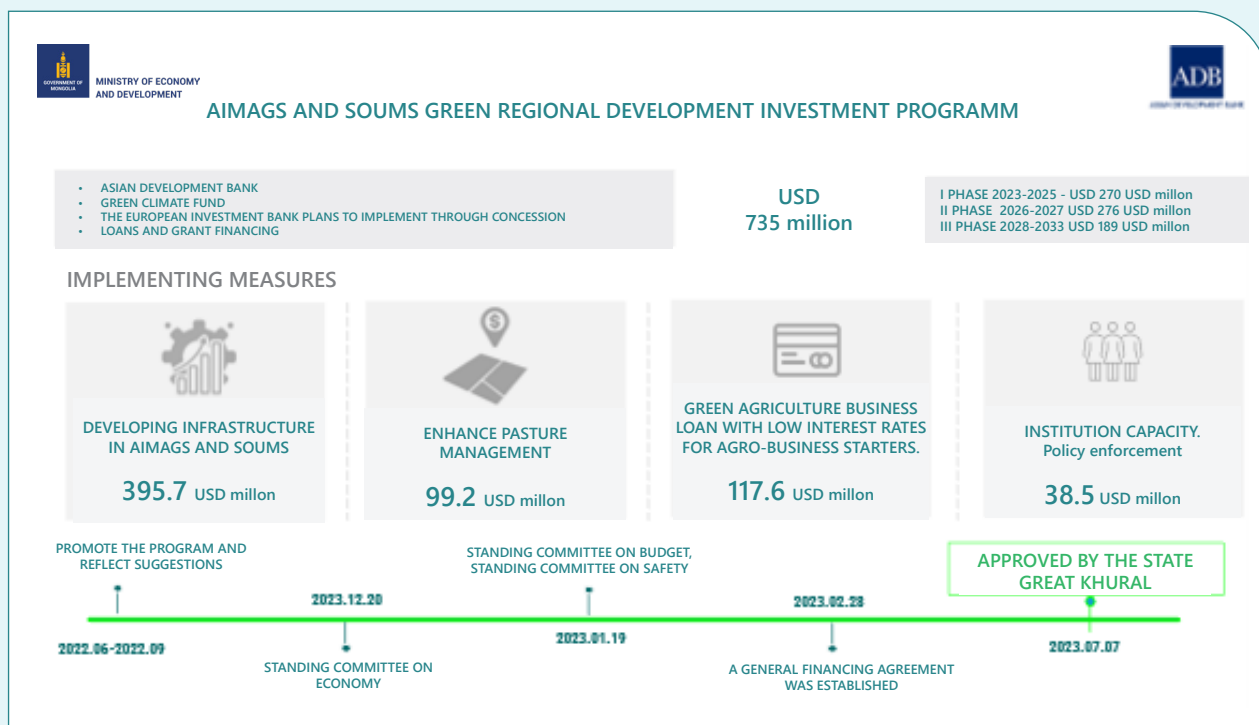 GOVERNMENT OF
MONGOLIA
MINISTRY OF ECONOMY
AND DEVELOPMENT
ADB
ASIAN DEVELOPMENT BANK
AIMAGS AND SOUMS GREEN REGIONAL DEVELOPMENT INVESTMENT PROGRAMM
• ASIAN DEVELOPMENT BANK
• GREEN CLIMATE FUND
• THE EUROPEAN INVESTMENT BANK PLANS TO IMPLEMENT THROUGH CONCESSION
• LOANS AND GRANT FINANCING
USD
735 million
I PHASE 2023-2025 - USD 270 USD millon
II PHASE 2026-2027 USD 276 USD millon
III PHASE 2028-2033 USD 189 USD millon
IMPLEMENTING MEASURES
DEVELOPING INFRASTRUCTURE
IN AIMAGS AND SOUMS
395.7 USD millon
$
ENHANCE PASTURE
MANAGEMENT
99.2 USD millon
GREEN AGRICULTURE BUSINESS
LOAN WITH LOW INTEREST RATES
FOR AGRO-BUSINESS STARTERS.
117.6 USD millon
INSTITUTION CAPACITY.
Policy enforcement
38.5 USD millon
PROMOTE THE PROGRAM AND
REFLECT SUGGESTIONS
2022.06-2022.09
2023.12.20
STANDING COMMITTEE ON
ECONOMY
STANDING COMMITTEE ON BUDGET,
STANDING COMMITTEE ON SAFETY
2023.01.19
2023.02.28
A GENERAL FINANCING AGREEMENT
WAS ESTABLISHED
APPROVED BY THE STATE
GREAT KHURAL
2023.07.07